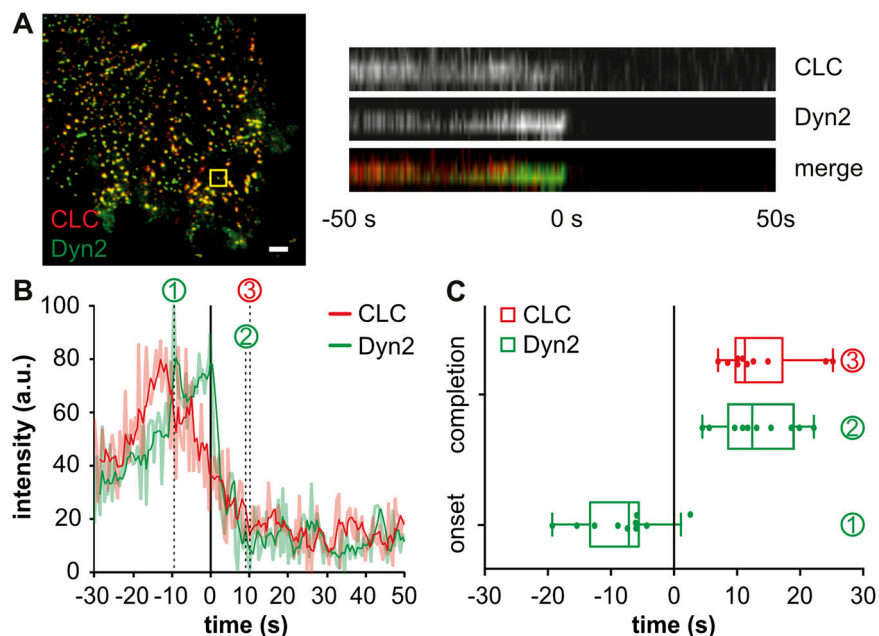 A
CLC
Dyn2
CLC
Dyn2
merge
-50 s
0 s
50s
B
1
3
2
CLC
Dyn2
100
80
60
40
20
0
intensity (a.u.)
-30 -20 -10 0 10 20 30 40 50
time (s)
C
CLC
Dyn2
3
2
1
completion
onset
-30 -20 -10 0 10 20 30
time (s)